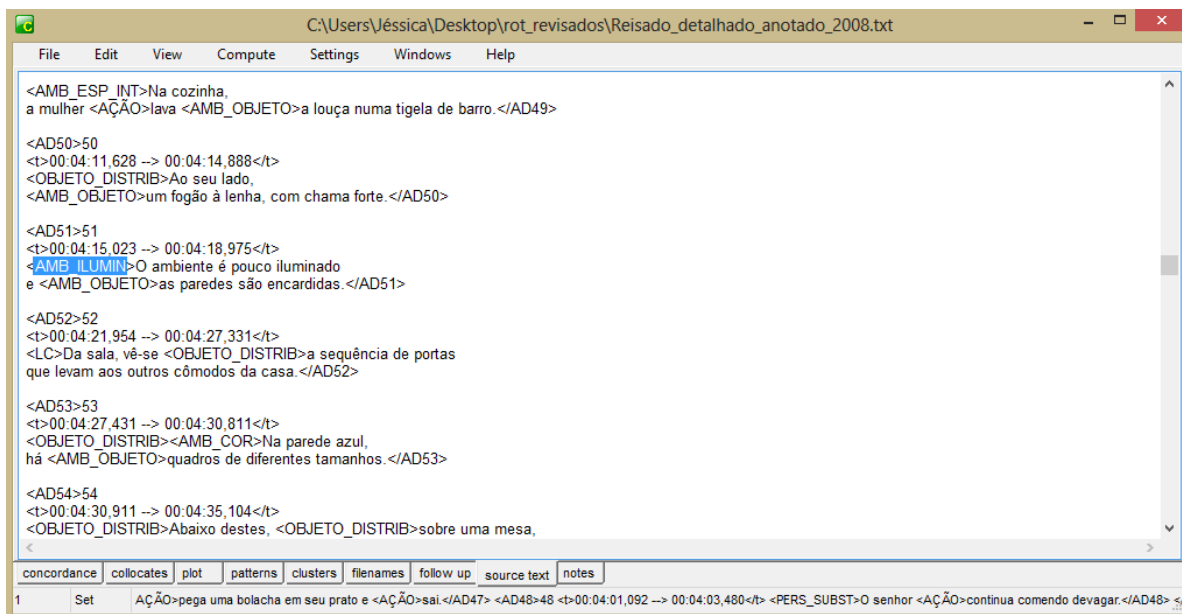 C:\Users\Jéssica\Desktop\rot_revisados\Reisado_detalhado_anotado_2008.txt
File Edit View Compute Settings Windows Help
<AMB_ESP_INT>Na cozinha,
a mulher <AÇÃO>lava <AMB_OBJETO>a louça numa tigela de barro.</AD49>
<AD50>50
<t>00:04:11,628 --> 00:04:14,888</t>
<OBJETO_DISTRIB>Ao seu lado,
<AMB_OBJETO>um fogão à lenha, com chama forte.</AD50>
<AD51>51
<t>00:04:15,023 --> 00:04:18,975</t>
<AMB_ILUMIN>O ambiente é pouco iluminado
e <AMB_OBJETO>as paredes são encardidas.</AD51>
<AD52>52
<t>00:04:21,954 --> 00:04:27,331</t>
<LC>Da sala, vê-se <OBJETO_DISTRIB>a sequência de portas
que levam aos outros cômodos da casa.</AD52>
<AD53>53
<t>00:04:27,431 --> 00:04:30,811</t>
<OBJETO_DISTRIB><AMB_COR>Na parede azul,
há <AMB_OBJETO>quadros de diferentes tamanhos.</AD53>
<AD54>54
<t>00:04:30,911 --> 00:04:35,104</t>
<OBJETO_DISTRIB>Abaixo destes, <OBJETO_DISTRIB>sobre uma mesa,
concordance collocates plot patterns clusters filenames follow up source text notes
1 Set AÇÃO>pega uma bolacha em seu prato e <AÇÃO>sai.</AD47> <AD48>48 <t>00:04:01,092 --> 00:04:03,480</t> <PERS_SUBST>O senhor <AÇÃO>continua comendo devagar.</AD48> <